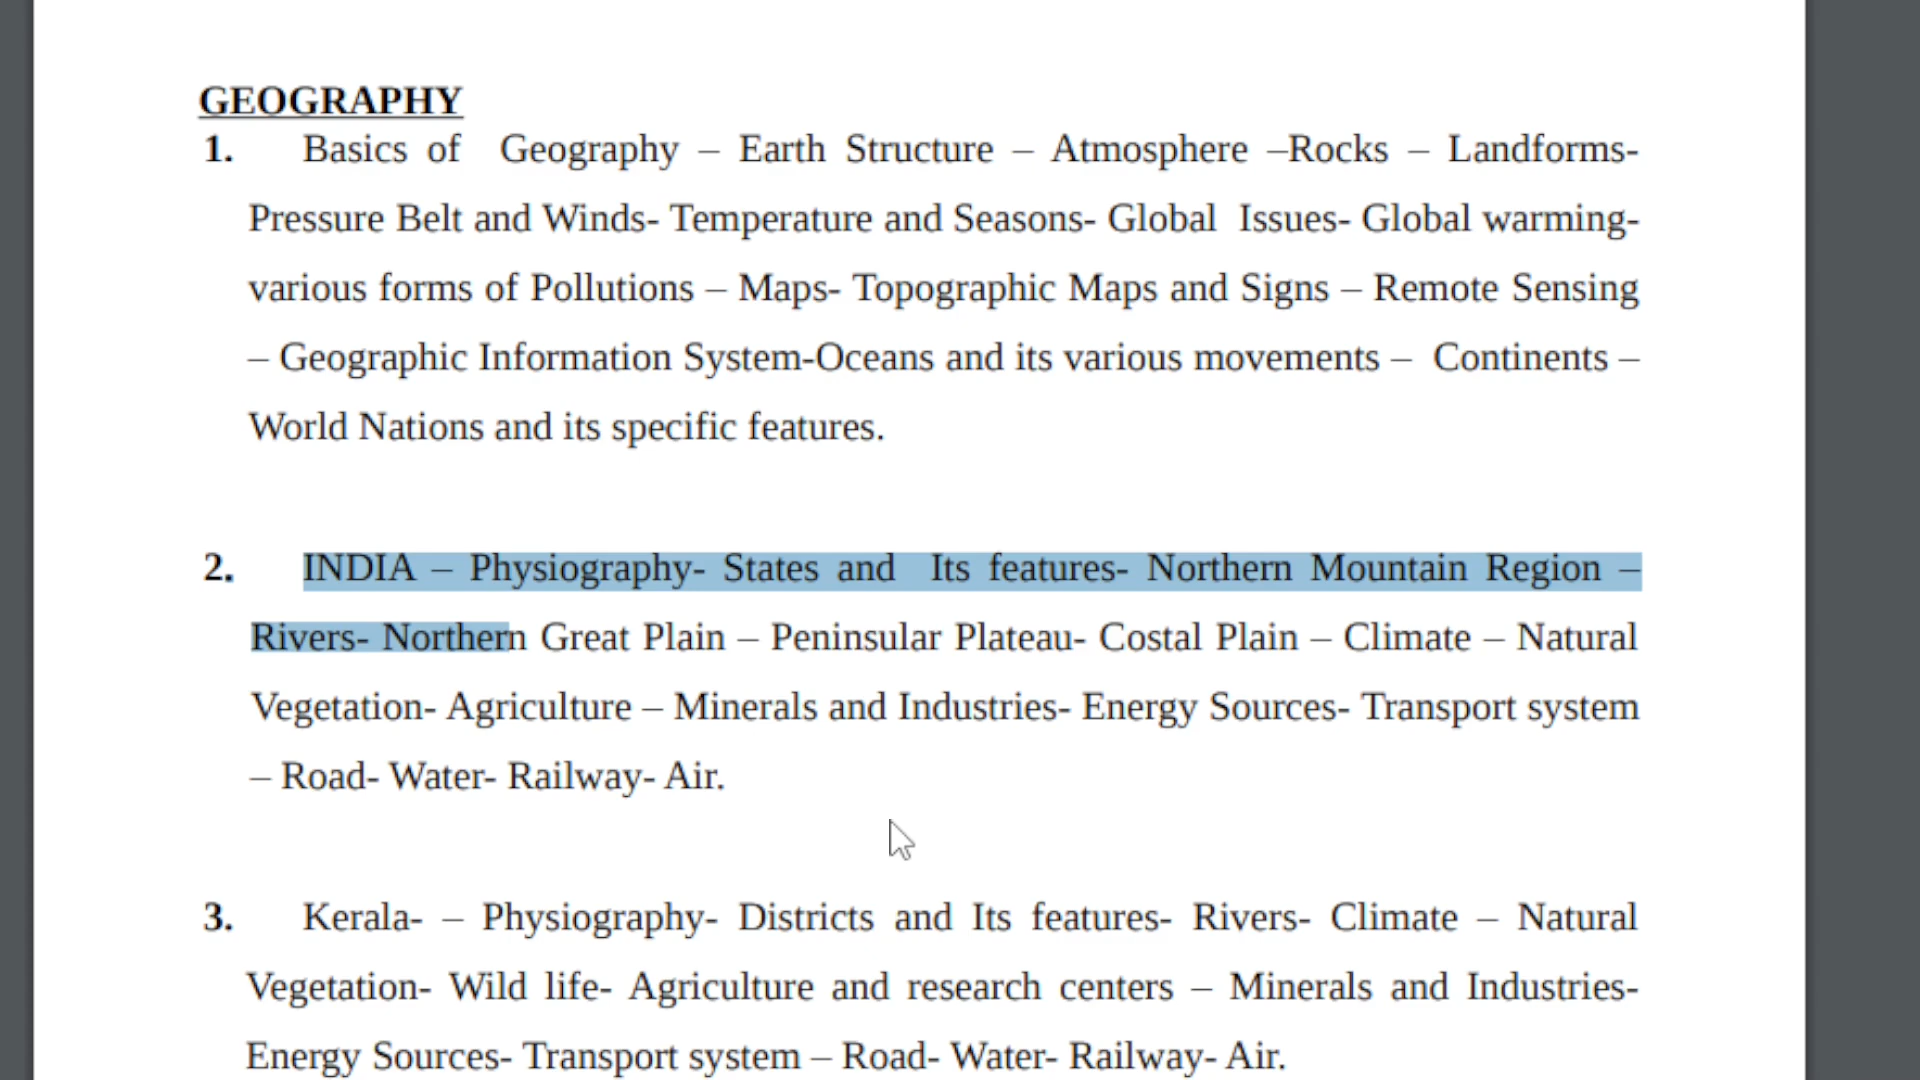 GEOGRAPHY
1. Basics of Geography – Earth Structure – Atmosphere –Rocks – Landforms-
Pressure Belt and Winds- Temperature and Seasons- Global Issues- Global warming-
various forms of Pollutions – Maps- Topographic Maps and Signs – Remote Sensing
– Geographic Information System-Oceans and its various movements – Continents –
World Nations and its specific features.
2. INDIA – Physiography- States and Its features- Northern Mountain Region –
Rivers- Northern Great Plain – Peninsular Plateau- Costal Plain – Climate – Natural
Vegetation- Agriculture – Minerals and Industries- Energy Sources- Transport system
– Road- Water- Railway- Air.
3. Kerala- – Physiography- Districts and Its features- Rivers- Climate – Natural
Vegetation- Wild life- Agriculture and research centers – Minerals and Industries-
Energy Sources- Transport system – Road- Water- Railway- Air.